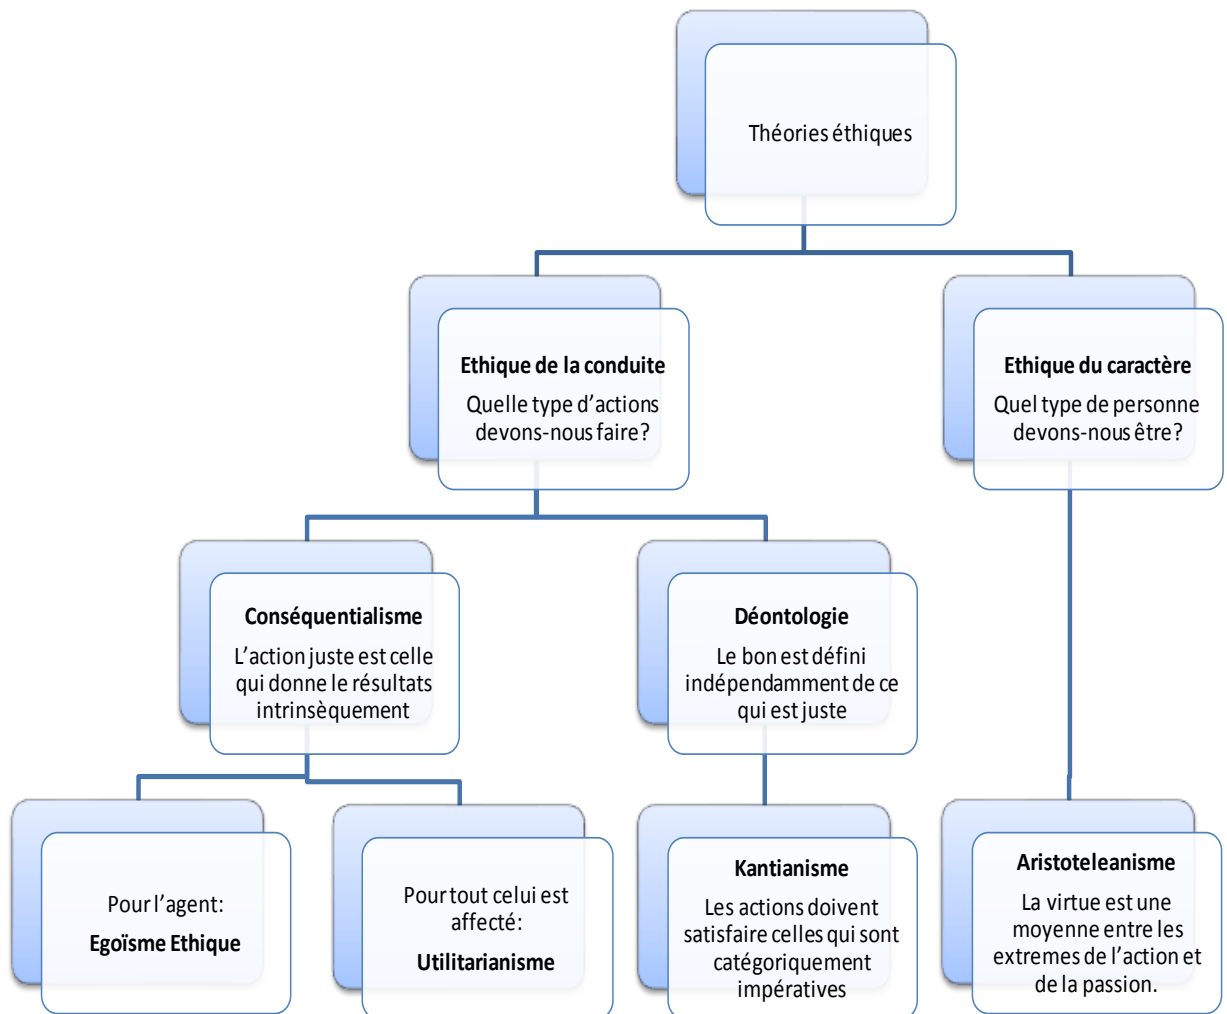 Théories éthiques
Ethique de la conduite
Quelle type d'actions
devons-nous faire?
Ethique du caractère
Quel type de personne
devons-nous être?
Conséquentialisme
L'action juste est celle
qui donne le résultats
intrinsèquement
Déontologie
Le bon est défini
indépendamment de ce
qui est juste
Pour l'agent:
Egoïsme Ethique
Pour tout celui est
affecté:
Utilitarianisme
Kantianisme
Les actions doivent
satisfaire celles qui sont
catégoriquement
impératives
Aristoteleanisme
La virtue est une
moyenne entre les
extremes de l'action et
de la passion.